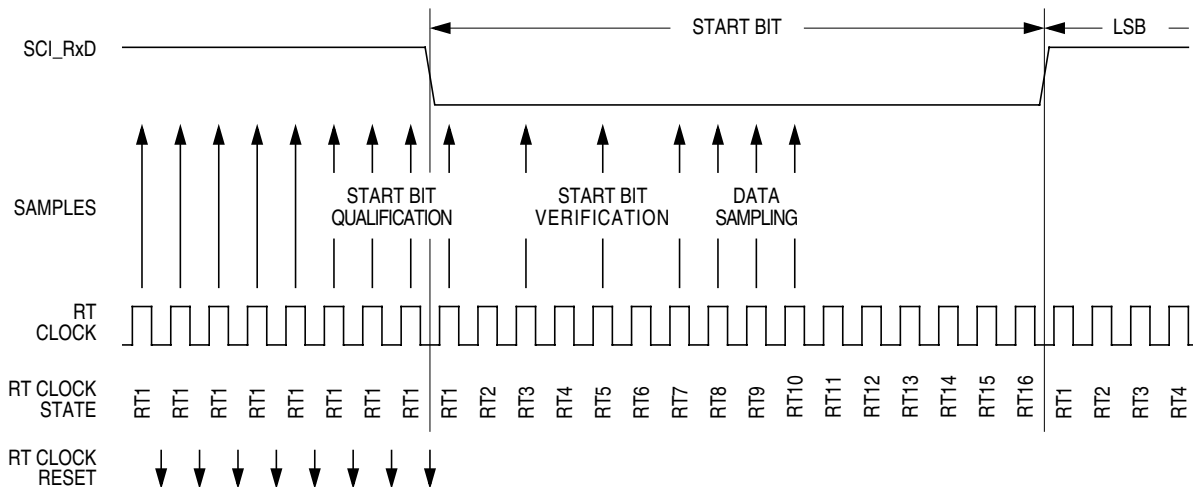 START BIT
LSB
SCI_RxD
SAMPLES
START BIT
QUALIFICATION
START BIT
VERIFICATION
DATA
SAMPLING
RT
CLOCK
RT CLOCK
STATE
RT1 RT1 RT1 RT1 RT1 RT1 RT1 RT1 RT1 RT2 RT3 RT4 RT5 RT6 RT7 RT8 RT9 RT10 RT11 RT12 RT13 RT14 RT15 RT16 RT1 RT2 RT3 RT4
RT CLOCK
RESET